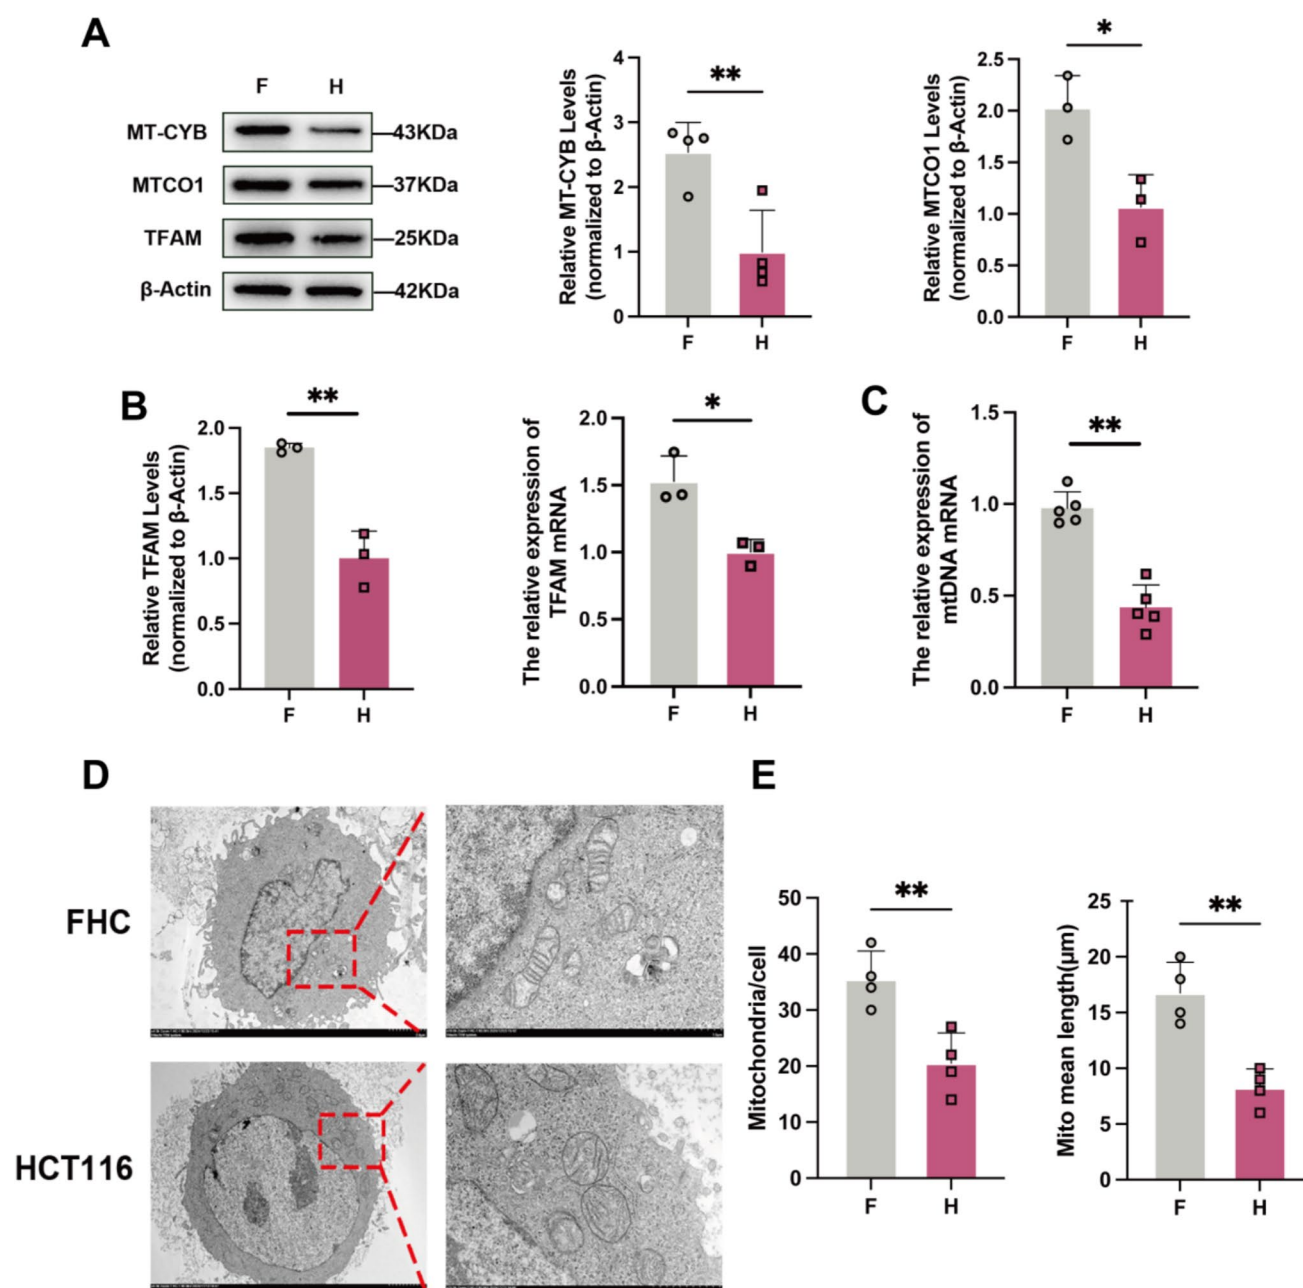 A
F H
MT-CYB 43KDa
MTCO1 37KDa
TFAM 25KDa
β-Actin 42KDa
Relative MT-CYB Levels
(normalized to β-Actin)
4
3
2
1
0
**
F H
Relative MTCO1 Levels
(normalized to β-Actin)
2.5
2.0
1.5
1.0
0.5
0.0
*
F H
B
Relative TFAM Levels
(normalized to β-Actin)
2.0
1.5
1.0
0.5
0.0
**
F H
The relative expression of
TFAM mRNA
2.0
1.5
1.0
0.5
0.0
*
F H
C
The relative expression of
mtDNA mRNA
1.5
1.0
0.5
0.0
**
F H
D
FHC
HCT116
E
Mitochondria/cell
50
40
30
20
10
0
**
F H
Mito mean length(μm)
25
20
15
10
5
0
**
F H